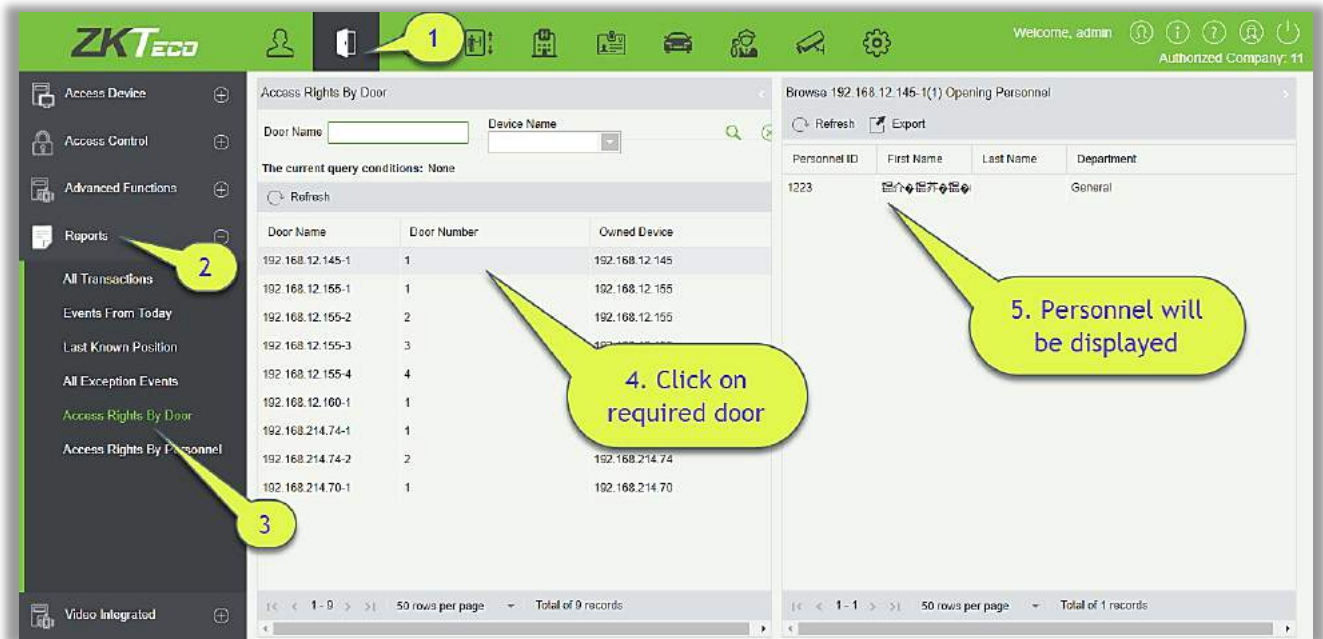 ZKTECO
1
Welcome, admin
Authorized Company: 11
Access Device
Access Control
Advanced Functions
Reports
2
All Transactions
Events From Today
Last Known Position
All Exception Events
Access Rights By Door
Access Rights By Personnel
3
Video Integrated
Access Rights By Door
Door Name
Device Name
The current query conditions: None
Refresh
Door Name Door Number Owned Device
192.168.12.145-1 1 192.168.12.145
192.168.12.155-1 1 192.168.12.155
192.168.12.155-2 2 192.168.12.155
192.168.12.155-3 3
192.168.12.155-4 4
192.168.12.160-1 1
192.168.214.74-1 1
192.168.214.74-2 2 192.168.214.74
192.168.214.70-1 1 192.168.214.70
4. Click on
required door
1-9 50 rows per page Total of 9 records
Browse 192.168.12.145-1(1) Opening Personnel
Refresh Export
Personnel ID First Name Last Name Department
1223 General
5. Personnel will
be displayed
1-1 50 rows per page Total of 1 records